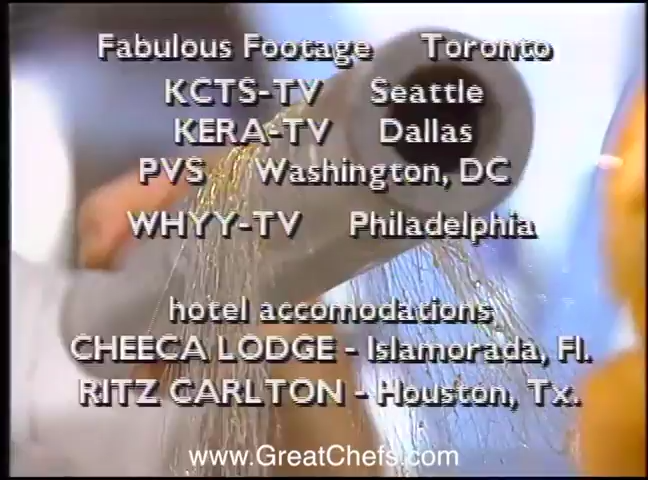 Fabulous Footage Toronto
KCTS-TV Seattle
KERA-TV Dallas
PVS Washington, DC
WHYY-TV Philadelphia
hotel accomodations
CHEECA LODGE - Islamorada, Fl.
RITZ CARLTON - Houston, Tx.
www.GreatChefs.com